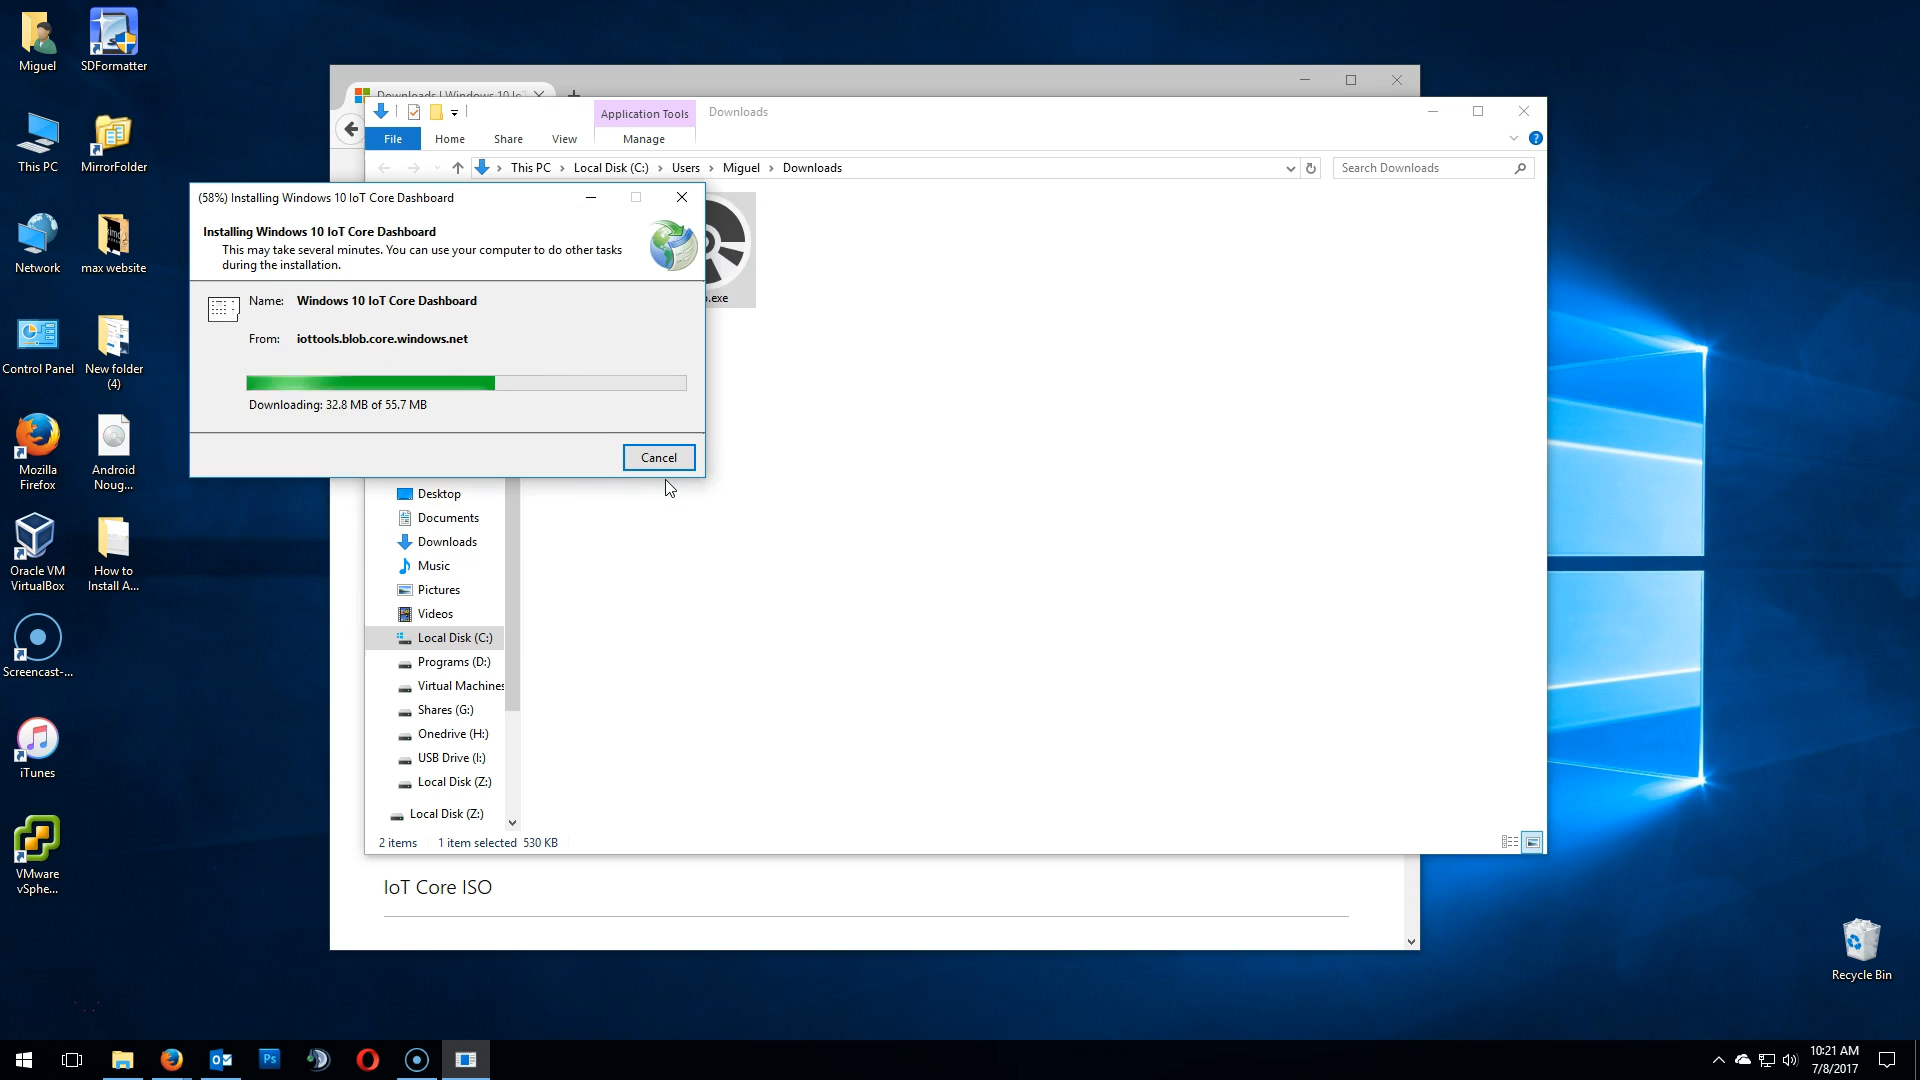 Miguel
SDFormatter
This PC
MirrorFolder
Network
max website
Control Panel
New folder
(4)
Mozilla
Firefox
Android
Noug...
Oracle VM
VirtualBox
How to
Install A...
Screencast-...
iTunes
VMware
vSphe...
Downloads | Windows 10 IoT
Application Tools
Downloads
File
Home
Share
View
Manage
This PC
Local Disk (C:)
Users
Miguel
Downloads
Search Downloads
(58%) Installing Windows 10 IoT Core Dashboard
Installing Windows 10 IoT Core Dashboard
This may take several minutes. You can use your computer to do other tasks
during the installation.
Name: Windows 10 IoT Core Dashboard
From: iottools.blob.core.windows.net
Downloading: 32.8 MB of 55.7 MB
Cancel
.exe
Desktop
Documents
Downloads
Music
Pictures
Videos
Local Disk (C:)
Programs (D:)
Virtual Machines
Shares (G:)
Onedrive (H:)
USB Drive (I:)
Local Disk (Z:)
Local Disk (Z:)
2 items
1 item selected 530 KB
IoT Core ISO
Recycle Bin
Ps
10:21 AM
7/8/2017